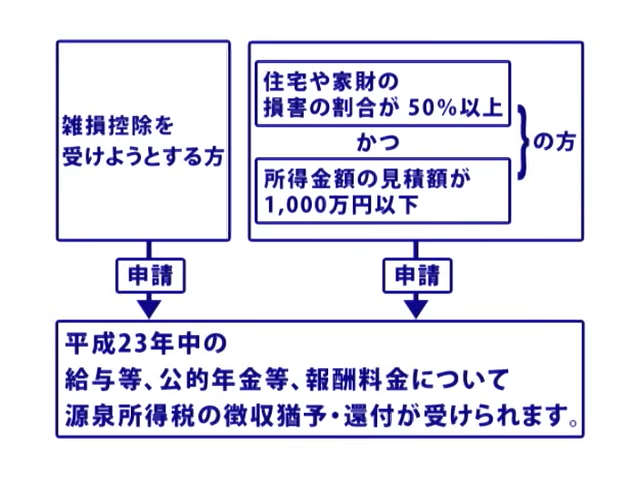 雑損控除を
受けようとする方
住宅や家財の
損害の割合が 50%以上
かつ
所得金額の見積額が
1,000万円以下
の方
申請
申請
平成23年中の
給与等、公的年金等、報酬料金について
源泉所得税の徴収猶予・還付が受けられます。